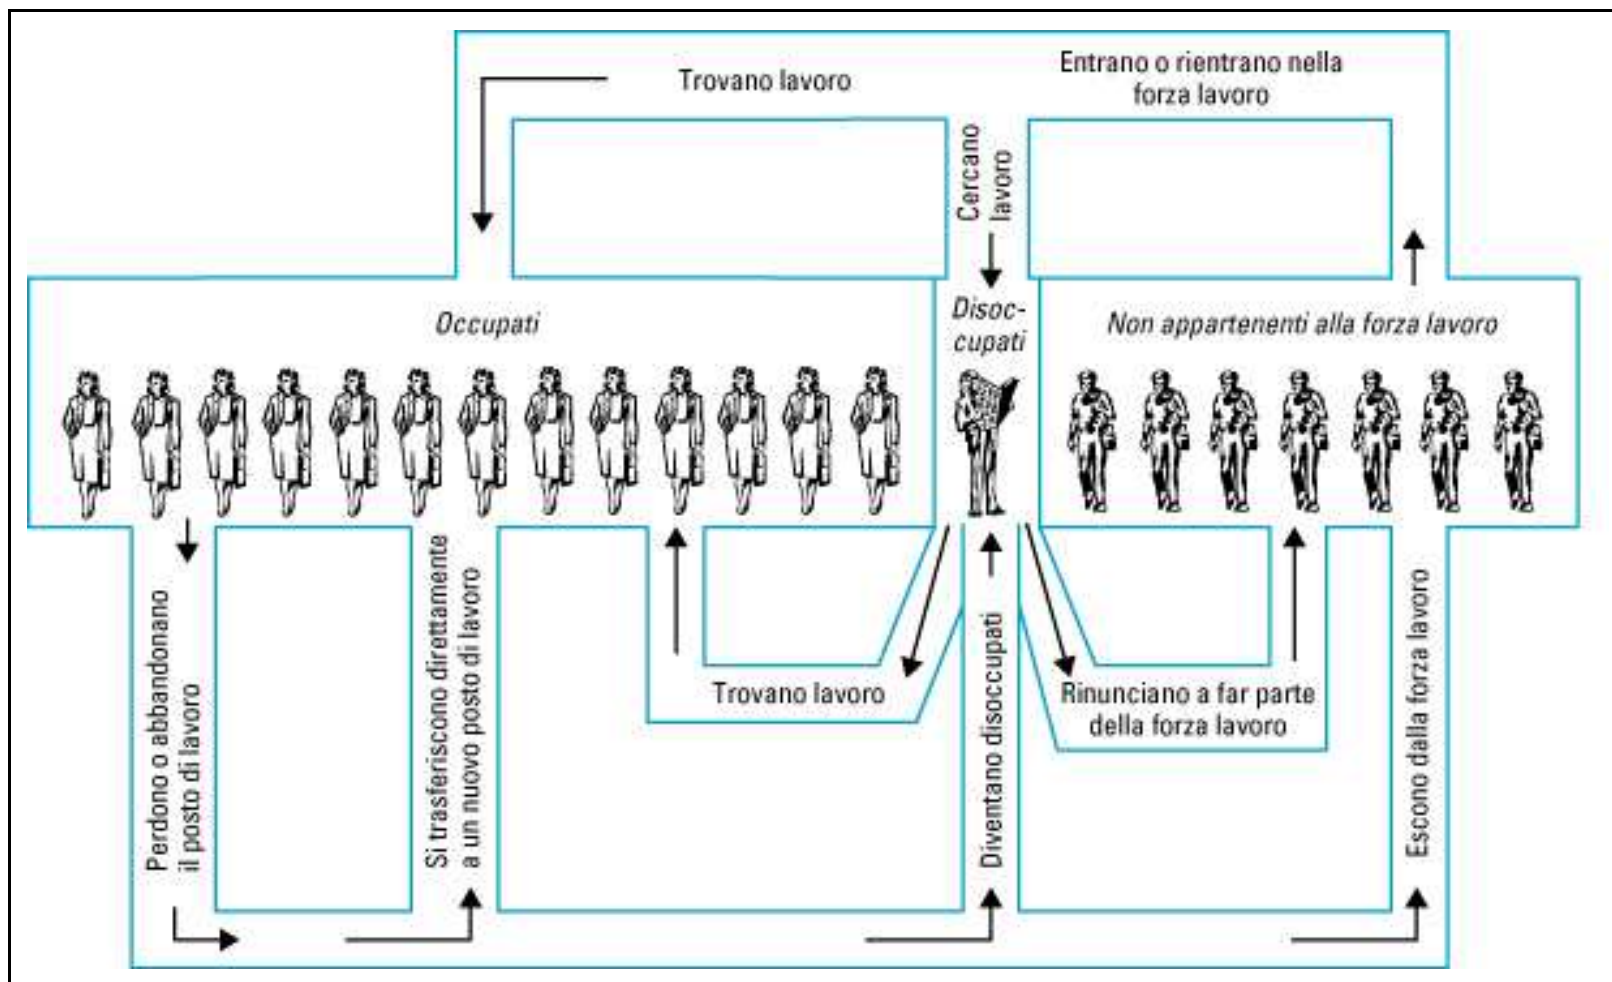 Trovano lavoro
Entrano o rientrano nella
forza lavoro
Cercano
lavoro
Occupati
Disoc-
cupati
Non appartenenti alla forza lavoro
Perdono o abbandonano
il posto di lavoro
Si trasferiscono direttamente
a un nuovo posto di lavoro
Trovano lavoro
Diventano disoccupati
Rinunciano a far parte
della forza lavoro
Escono dalla forza lavoro